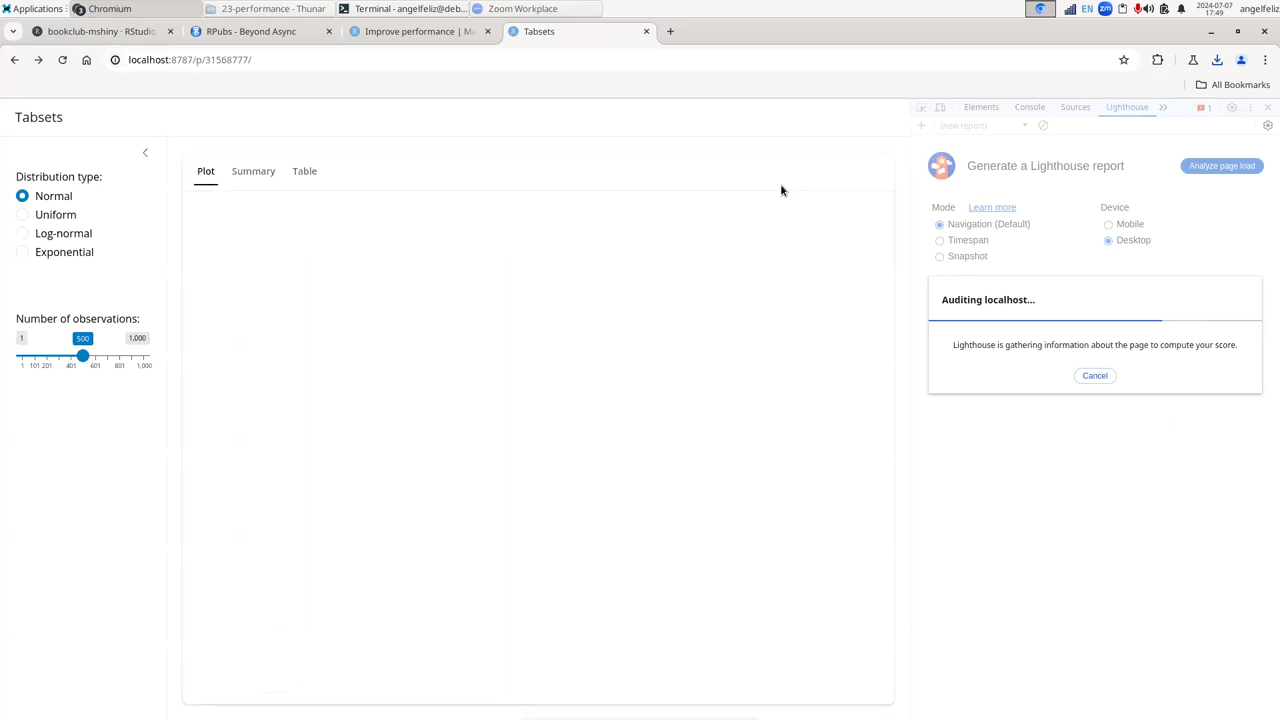 Applications
Chromium
23-performance - Thunar
Terminal - angelfeliz@deb...
Zoom Workplace
EN
zm
2024-07-07
17:49
angelfeliz
bookclub-mshiny · RStudio
RPubs - Beyond Async
Improve performance | Ma
Tabsets
localhost:8787/p/31568777/
All Bookmarks
Tabsets
Elements
Console
Sources
Lighthouse
1
(new report)
Plot
Summary
Table
Generate a Lighthouse report
Analyze page load
Distribution type:
Normal
Uniform
Log-normal
Exponential
Mode
Learn more
Device
Navigation (Default)
Mobile
Timespan
Desktop
Snapshot
Auditing localhost...
Lighthouse is gathering information about the page to compute your score.
Cancel
Number of observations:
1
500
1,000
1 101 201 401 601 801 1,000